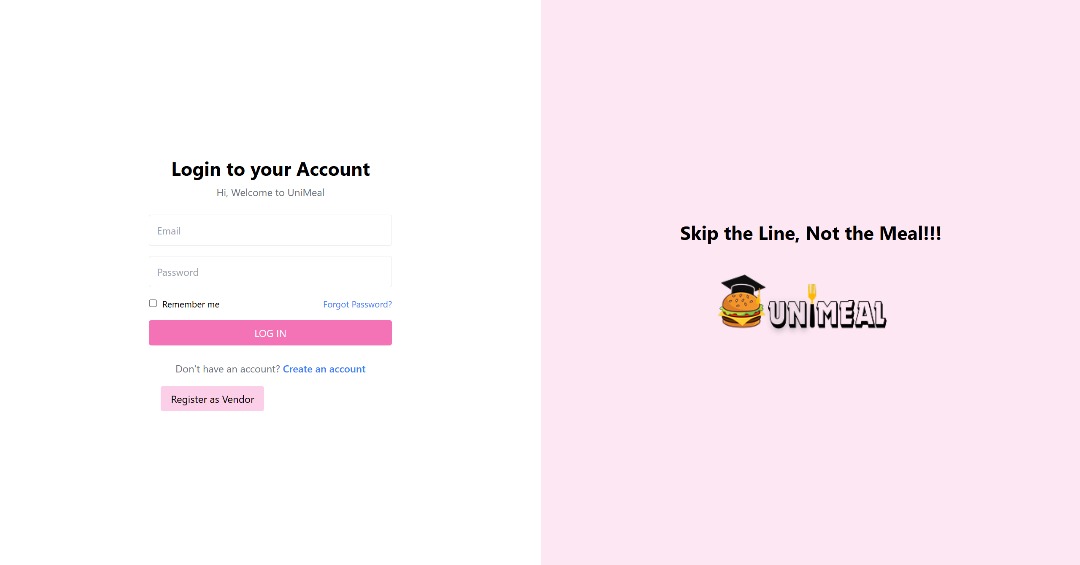 Login to your Account
Hi, Welcome to UniMeal
Email
Password
Remember me
Forgot Password?
LOG IN
Don't have an account? Create an account
Register as Vendor
Skip the Line, Not the Meal!!!
UNIMEAL